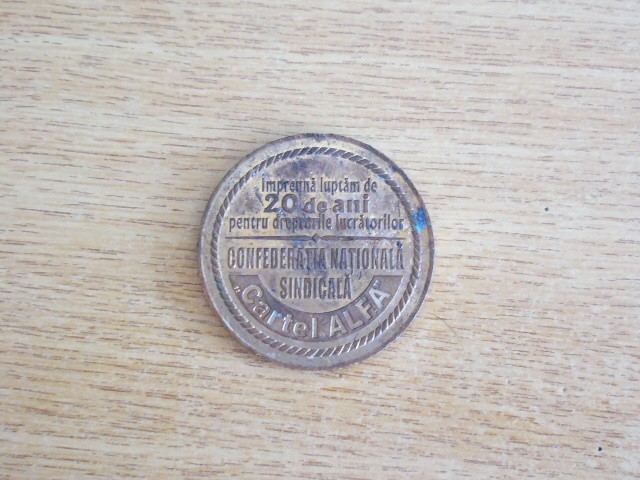 Împreună luptăm de
20 de ani
pentru drepturile lucrătorilor
CONFEDERAȚIA NAȚIONALĂ
SINDICALĂ
„Cartel ALFA”